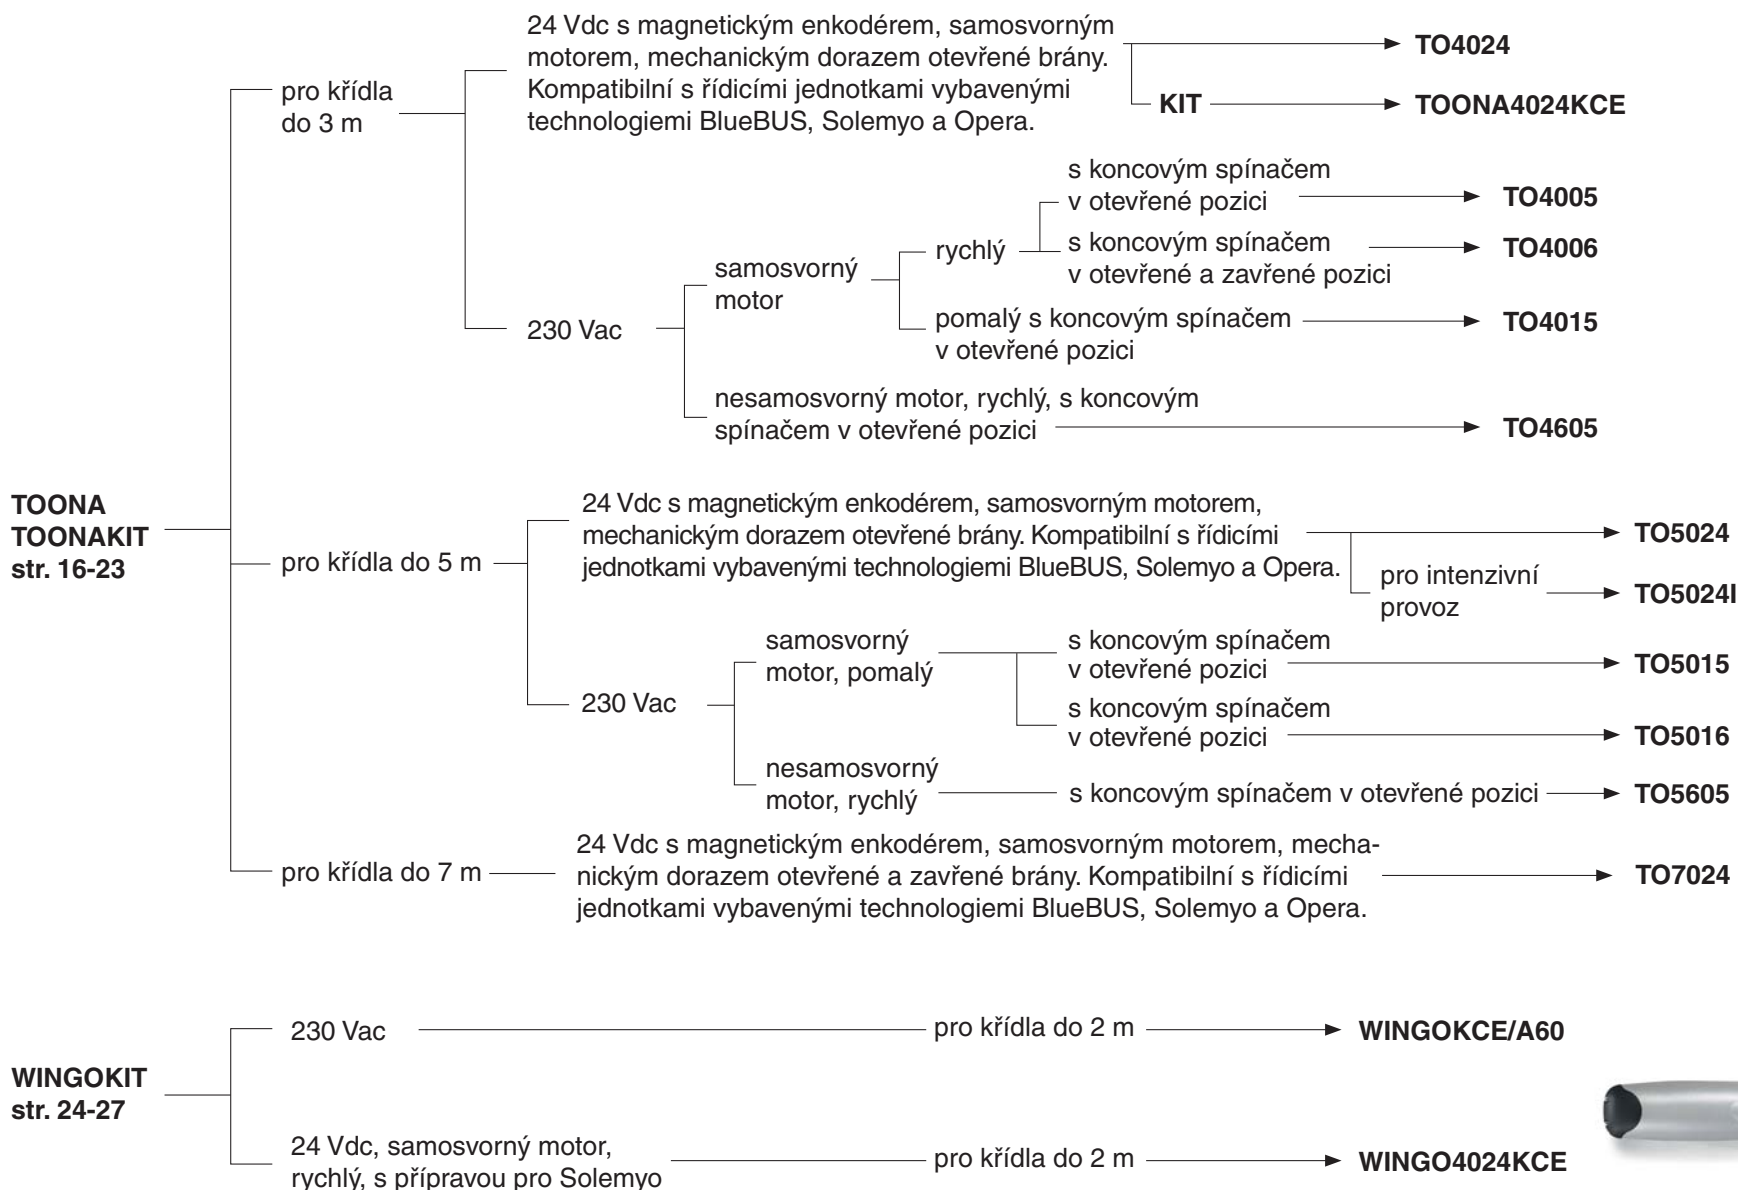 24 Vdc s magnetickým enkodérem, samosvorným
motorem, mechanickým dorazem otevřené brány.
Kompatibilní s řídicími jednotkami vybavenými
technologiemi BlueBUS, Solemyo a Opera.
TO4024
KIT
TOONA4024KCE
pro křídla
do 3 m
s koncovým spínačem
v otevřené pozici
TO4005
rychlý
s koncovým spínačem
v otevřené a zavřené pozici
TO4006
samosvorný
motor
pomalý s koncovým spínačem
v otevřené pozici
TO4015
230 Vac
nesamosvorný motor, rychlý, s koncovým
spínačem v otevřené pozici
TO4605
TOONA
TOONAKIT
str. 16-23
pro křídla do 5 m
24 Vdc s magnetickým enkodérem, samosvorným motorem,
mechanickým dorazem otevřené brány. Kompatibilní s řídicími
jednotkami vybavenými technologiemi BlueBUS, Solemyo a Opera.
TO5024
pro intenzivní
provoz
TO5024I
samosvorný
motor, pomalý
s koncovým spínačem
v otevřené pozici
TO5015
230 Vac
s koncovým spínačem
v otevřené pozici
TO5016
nesamosvorný
motor, rychlý
s koncovým spínačem v otevřené pozici
TO5605
pro křídla do 7 m
24 Vdc s magnetickým enkodérem, samosvorným motorem, mecha-
nickým dorazem otevřené a zavřené brány. Kompatibilní s řídicími
jednotkami vybavenými technologiemi BlueBUS, Solemyo a Opera.
TO7024
WINGOKIT
str. 24-27
230 Vac
pro křídla do 2 m
WINGOKCE/A60
24 Vdc, samosvorný motor,
rychlý, s přípravou pro Solemyo
pro křídla do 2 m
WINGO4024KCE